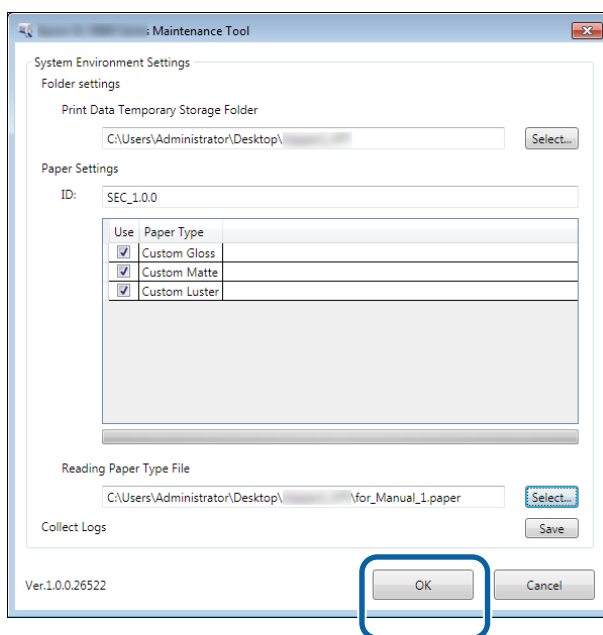 : Maintenance Tool
System Environment Settings
Folder settings
Print Data Temporary Storage Folder
C:\Users\Administrator\Desktop\
Select...
Paper Settings
ID:
SEC_1.0.0
Use Paper Type
Custom Gloss
Custom Matte
Custom Luster
Reading Paper Type File
C:\Users\Administrator\Desktop\ \for_Manual_1.paper
Select...
Collect Logs
Save
Ver.1.0.0.26522
OK
Cancel